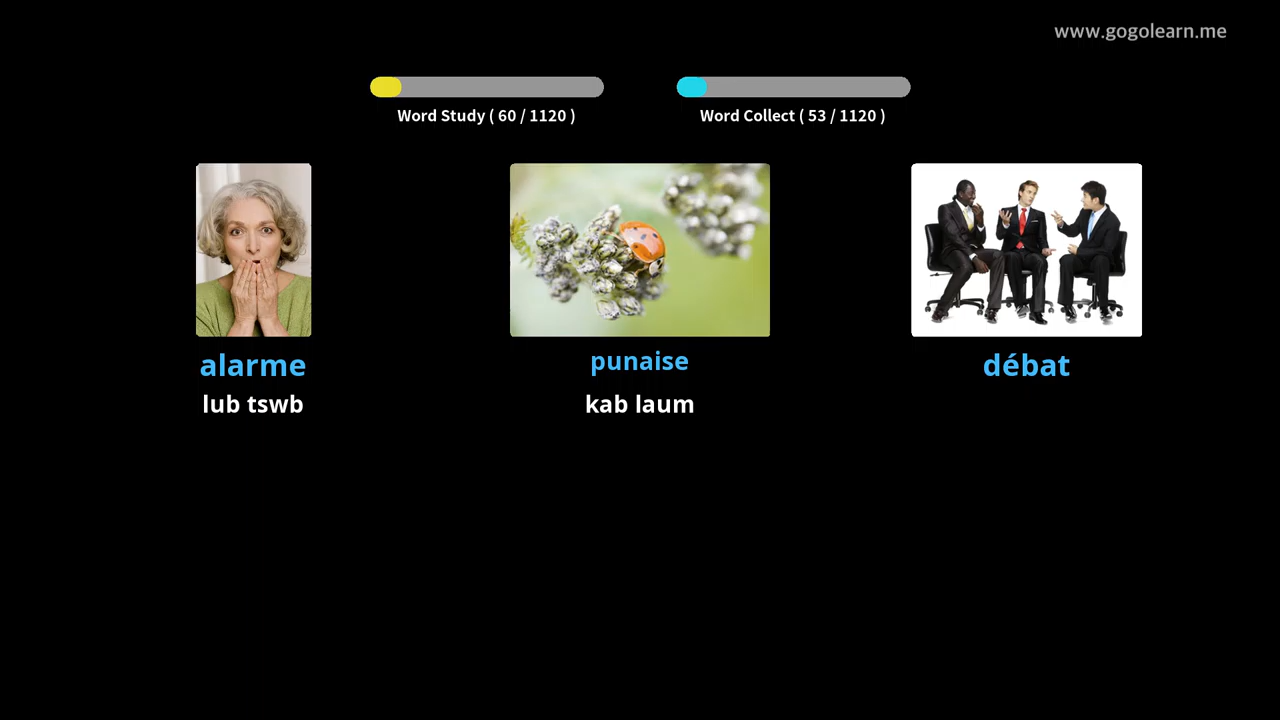 www.gogolearn.me
Word Study ( 60 / 1120 )
Word Collect ( 53 / 1120 )
alarme
punaise
débat
lub tswb
kab laum